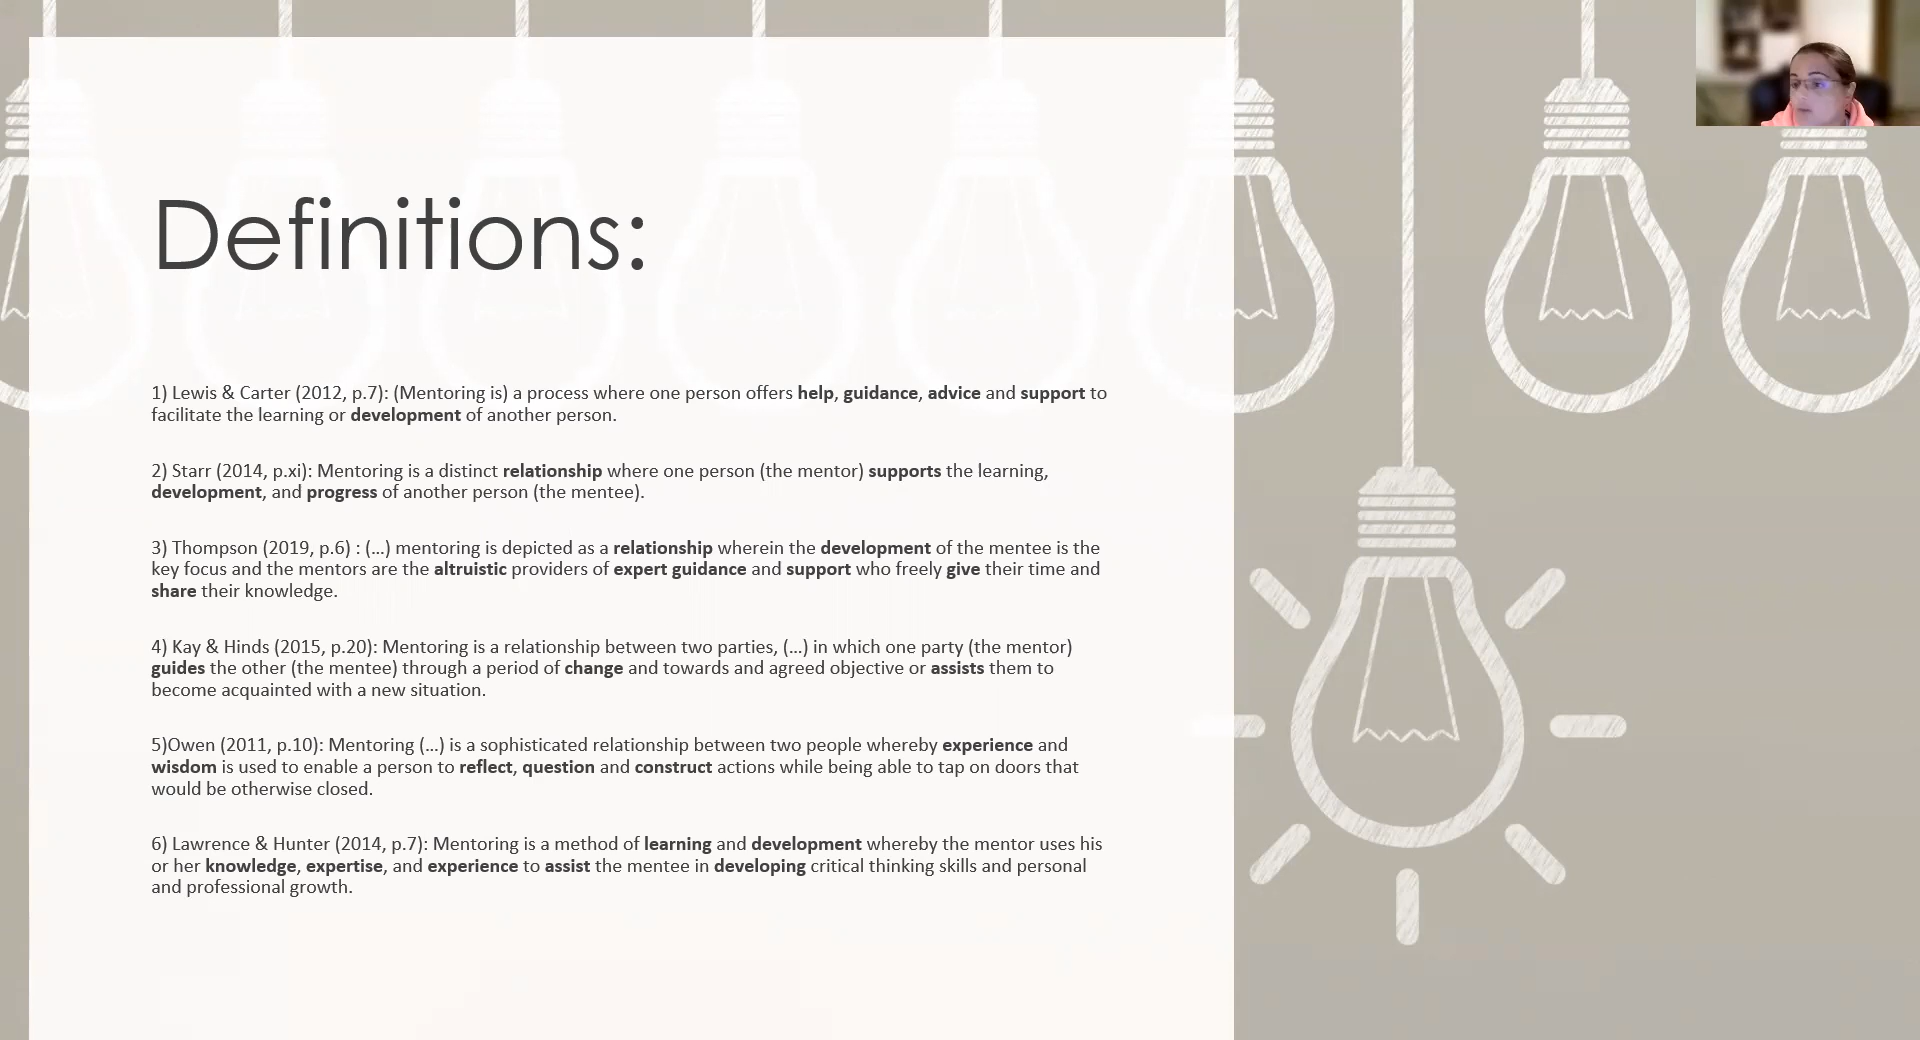 Definitions:
1) Lewis & Carter (2012, p.7): (Mentoring is) a process where one person offers help, guidance, advice and support to
facilitate the learning or development of another person.
2) Starr (2014, p.xi): Mentoring is a distinct relationship where one person (the mentor) supports the learning,
development, and progress of another person (the mentee).
3) Thompson (2019, p.6) : (...) mentoring is depicted as a relationship wherein the development of the mentee is the
key focus and the mentors are the altruistic providers of expert guidance and support who freely give their time and
share their knowledge.
4) Kay & Hinds (2015, p.20): Mentoring is a relationship between two parties, (...) in which one party (the mentor)
guides the other (the mentee) through a period of change and towards and agreed objective or assists them to
become acquainted with a new situation.
5)Owen (2011, p.10): Mentoring (...) is a sophisticated relationship between two people whereby experience and
wisdom is used to enable a person to reflect, question and construct actions while being able to tap on doors that
would be otherwise closed.
6) Lawrence & Hunter (2014, p.7): Mentoring is a method of learning and development whereby the mentor uses his
or her knowledge, expertise, and experience to assist the mentee in developing critical thinking skills and personal
and professional growth.